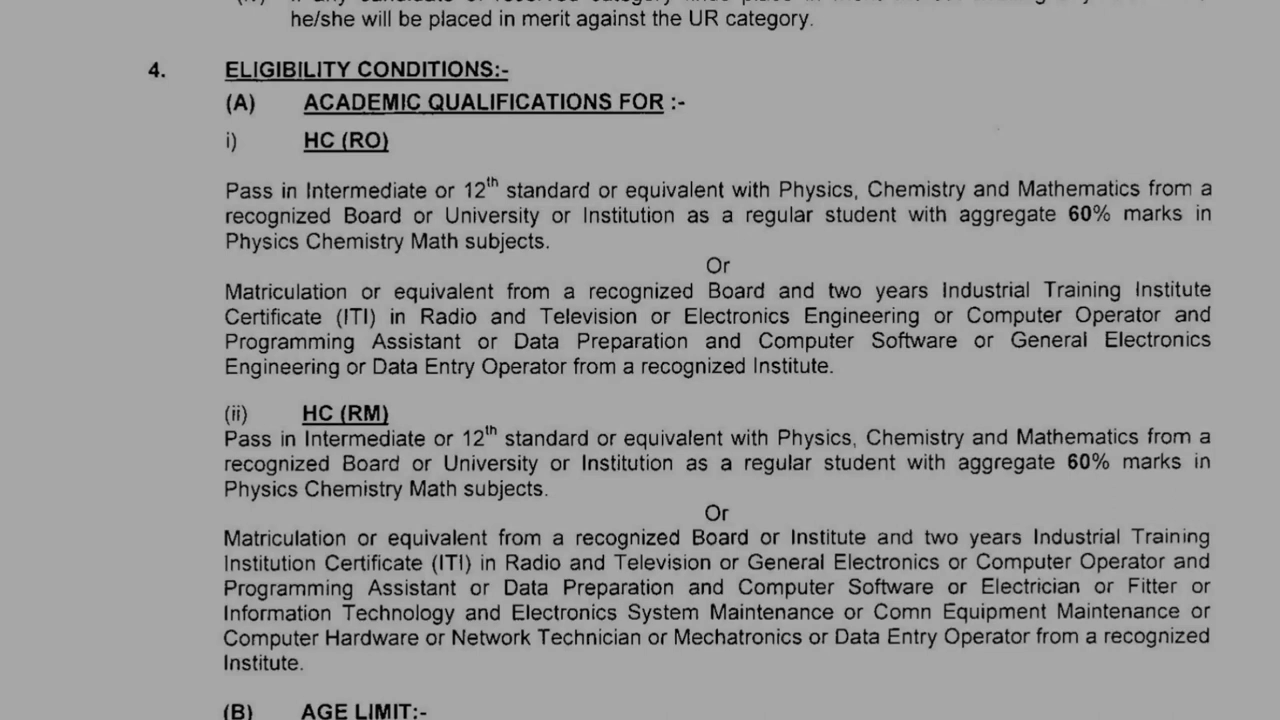 he/she will be placed in merit against the UR category.
4. ELIGIBILITY CONDITIONS:-
(A) ACADEMIC QUALIFICATIONS FOR :-
i) HC (RO)
Pass in Intermediate or 12th standard or equivalent with Physics, Chemistry and Mathematics from a
recognized Board or University or Institution as a regular student with aggregate 60% marks in
Physics Chemistry Math subjects.
Or
Matriculation or equivalent from a recognized Board and two years Industrial Training Institute
Certificate (ITI) in Radio and Television or Electronics Engineering or Computer Operator and
Programming Assistant or Data Preparation and Computer Software or General Electronics
Engineering or Data Entry Operator from a recognized Institute.
(ii) HC (RM)
Pass in Intermediate or 12th standard or equivalent with Physics, Chemistry and Mathematics from a
recognized Board or University or Institution as a regular student with aggregate 60% marks in
Physics Chemistry Math subjects.
Or
Matriculation or equivalent from a recognized Board or Institute and two years Industrial Training
Institution Certificate (ITI) in Radio and Television or General Electronics or Computer Operator and
Programming Assistant or Data Preparation and Computer Software or Electrician or Fitter or
Information Technology and Electronics System Maintenance or Comn Equipment Maintenance or
Computer Hardware or Network Technician or Mechatronics or Data Entry Operator from a recognized
Institute.
(B) AGE LIMIT:-